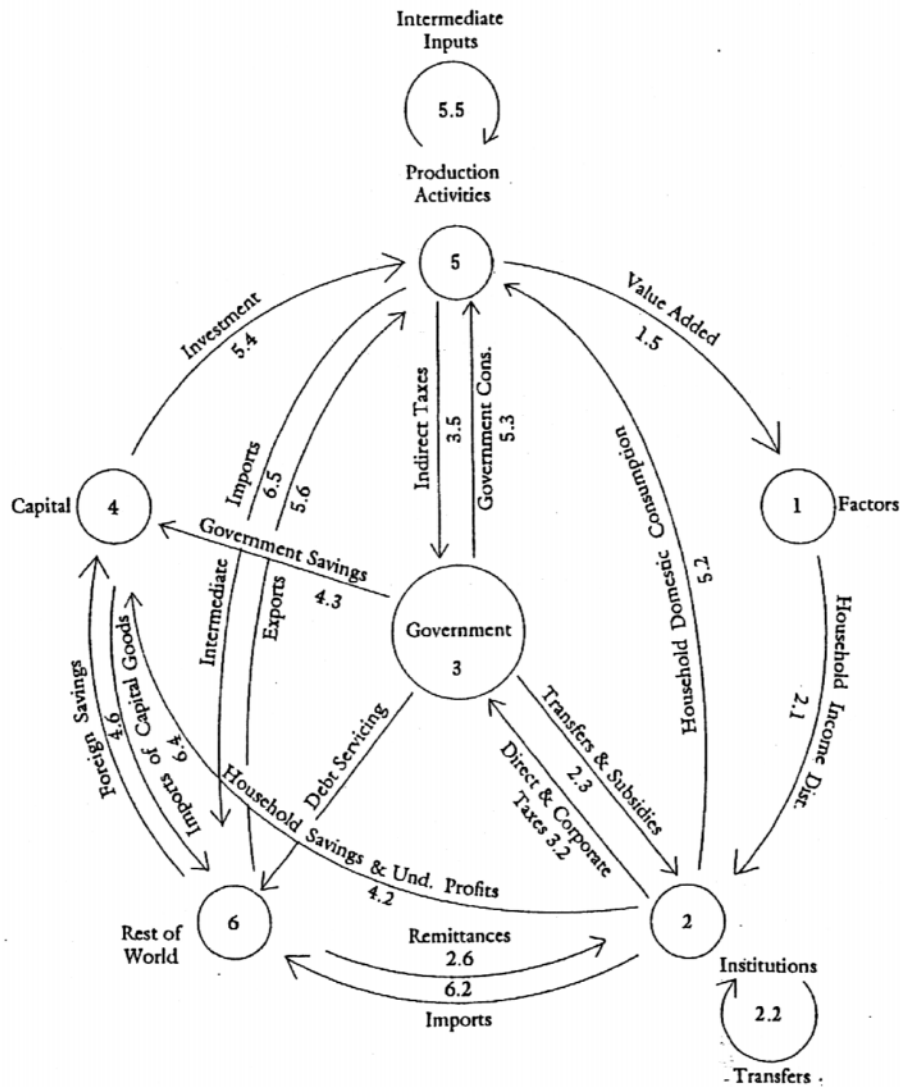 Intermediate
Inputs
5.5
Production
Activities
5
Investment
5.4
Value Added
1.5
Indirect Taxes
3.5
Government Cons.
5.3
Household Domestic Consumption
5.2
Imports
6.5
Intermediate
5.6
Exports
Capital
4
1
Factors
Government Savings
4.3
Government
3
Household Income Dist.
2.1
Foreign Savings
4.6
Imports of Capital Goods
6.4
Debt Servicing
Transfers & Subsidies
2.3
Direct & Corporate
Taxes 3.2
Household Savings & Und. Profits
4.2
6
Rest of
World
Remittances
2.6
6.2
Imports
2
Institutions
2.2
Transfers